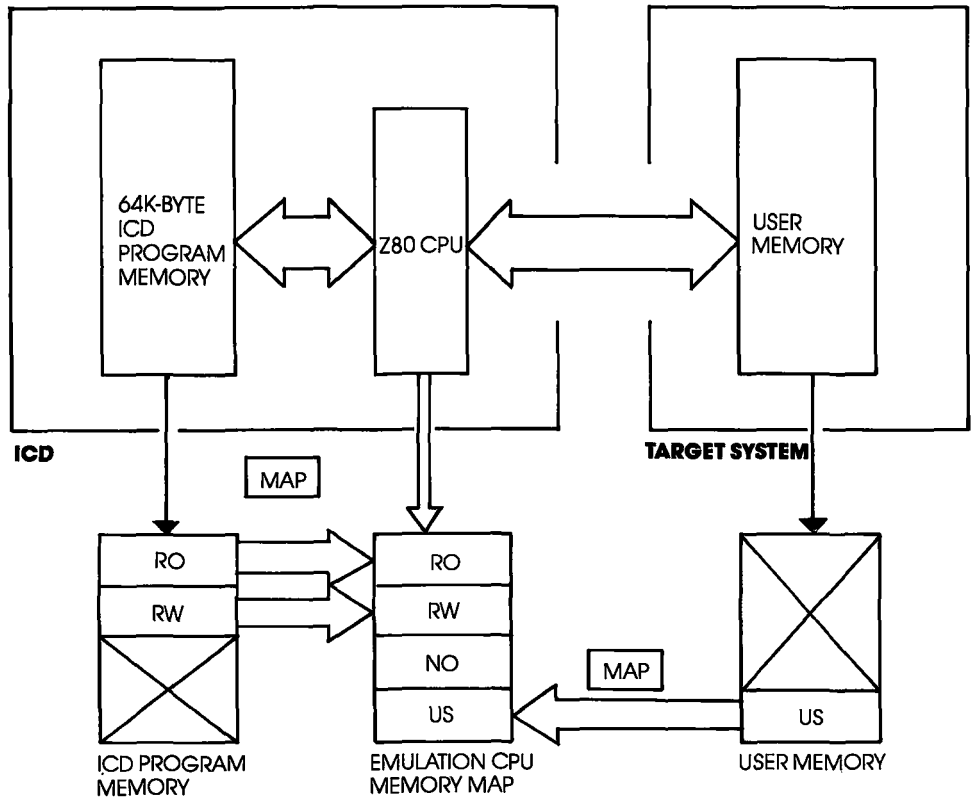 64K-BYTE
ICD
PROGRAM
MEMORY
Z80 CPU
USER
MEMORY
ICD
TARGET SYSTEM
MAP
RO
RW
RO
RW
NO
US
MAP
US
ICD PROGRAM
MEMORY
EMULATION CPU
MEMORY MAP
USER MEMORY